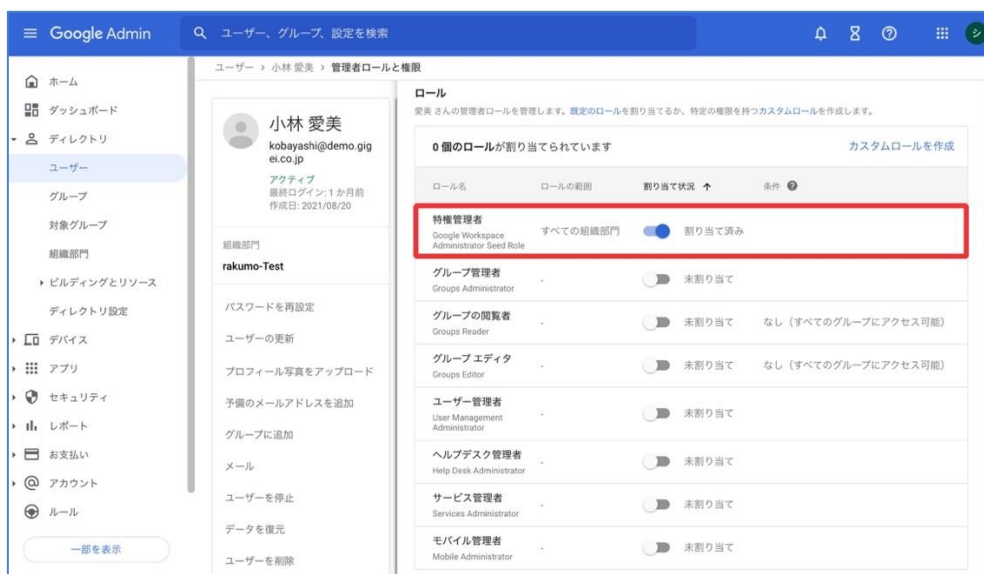 Google Admin
ユーザー、グループ、設定を検索
シ
ホーム
ダッシュボード
ディレクトリ
ユーザー
グループ
対象グループ
組織部門
ビルディングとリソース
ディレクトリ設定
デバイス
アプリ
セキュリティ
レポート
お支払い
アカウント
ルール
一部を表示
ユーザー > 小林 愛美 > 管理者ロールと権限
小林 愛美
kobayashi@demo.gig
ei.co.jp
アクティブ
最終ログイン: 1 か月前
作成日: 2021/08/20
組織部門
rakumo-Test
パスワードを再設定
ユーザーの更新
プロフィール写真をアップロード
予備のメールアドレスを追加
グループに追加
メール
ユーザーを停止
データを復元
ユーザーを削除
ロール
愛美 さんの管理者ロールを管理します。既定のロールを割り当てるか、特定の権限を持つカスタムロールを作成します。
0 個のロールが割り当てられています
カスタムロールを作成
ロール名 ロールの範囲 割り当て状況 条件
特権管理者
Google Workspace
Administrator Seed Role
すべての組織部門 割り当て済み
グループ管理者
Groups Administrator
- 未割り当て
グループの閲覧者
Groups Reader
- 未割り当て なし（すべてのグループにアクセス可能）
グループ エディタ
Groups Editor
- 未割り当て なし（すべてのグループにアクセス可能）
ユーザー管理者
User Management
Administrator
- 未割り当て
ヘルプデスク管理者
Help Desk Administrator
- 未割り当て
サービス管理者
Services Administrator
- 未割り当て
モバイル管理者
Mobile Administrator
- 未割り当て